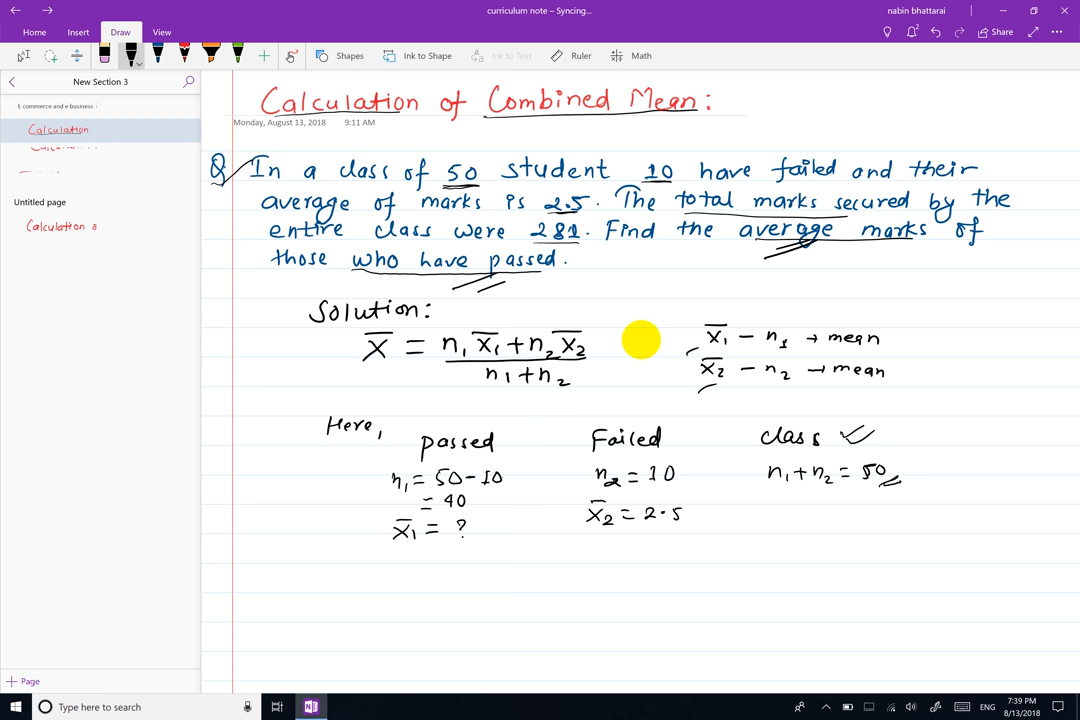 curriculum note - Syncing...
nabin bhattarai
Home Insert Draw View
Share
Shapes Ink to Shape Ink to Text Ruler Math
New Section 3
E commerce and e business
Calculation
Untitled page
Calculation
Page
Calculation of Combined Mean:
Monday, August 13, 2018 9:11 AM
Q In a class of 50 student 10 have failed and their
average of marks is 2.5. The total marks secured by the
entire class were 281. Find the average marks of
those who have passed.
Solution:
X̅ = (n₁X̅₁ + n₂X̅₂) / (n₁ + n₂)
X̅₁ - n₁ → mean
X̅₂ - n₂ → mean
Here,
passed Failed class ✓
n₁ = 50 - 10 n₂ = 10 n₁ + n₂ = 50
= 40
X̅₁ = ? X̅₂ = 2.5
Type here to search
ENG
7:39 PM
8/13/2018